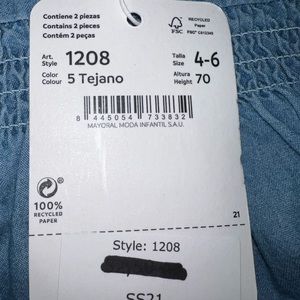 Contiene 2 piezas
Contains 2 pieces
Contém 2 peças
FSC
RECYCLED
Paper
Art.
Style
1208
Talla
Size
4-6
Color
Colour
5 Tejano
Altura
Height
70
8 445054 733832
MAYORAL MODA INFANTIL S.A.U.
100%
RECYCLED
PAPER
21
Style: 1208
SS21